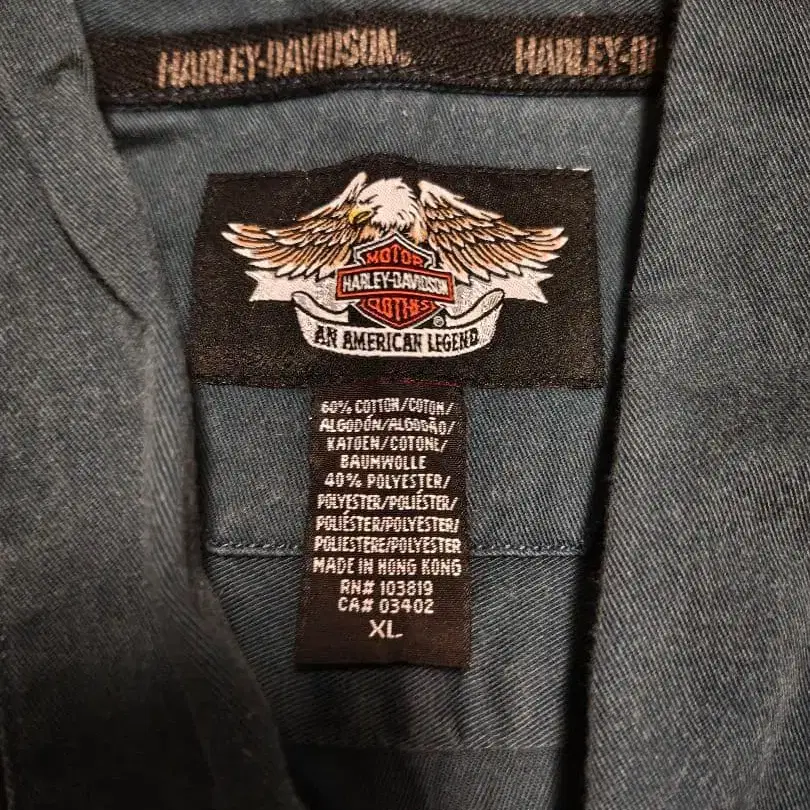 HARLEY-DAVIDSON® HARLEY-D
MOTOR
HARLEY-DAVIDSON
CLOTHES
®
AN AMERICAN LEGEND
60% COTTON/COTON/
ALGODÓN/ALGODÃO/
KATOEN/COTONE/
BAUMWOLLE
40% POLYESTER/
POLYESTER/POLIÉSTER/
POLIÉSTER/POLYESTER/
POLIESTERE/POLYESTER
MADE IN HONG KONG
RN# 103819
CA# 03402
XL